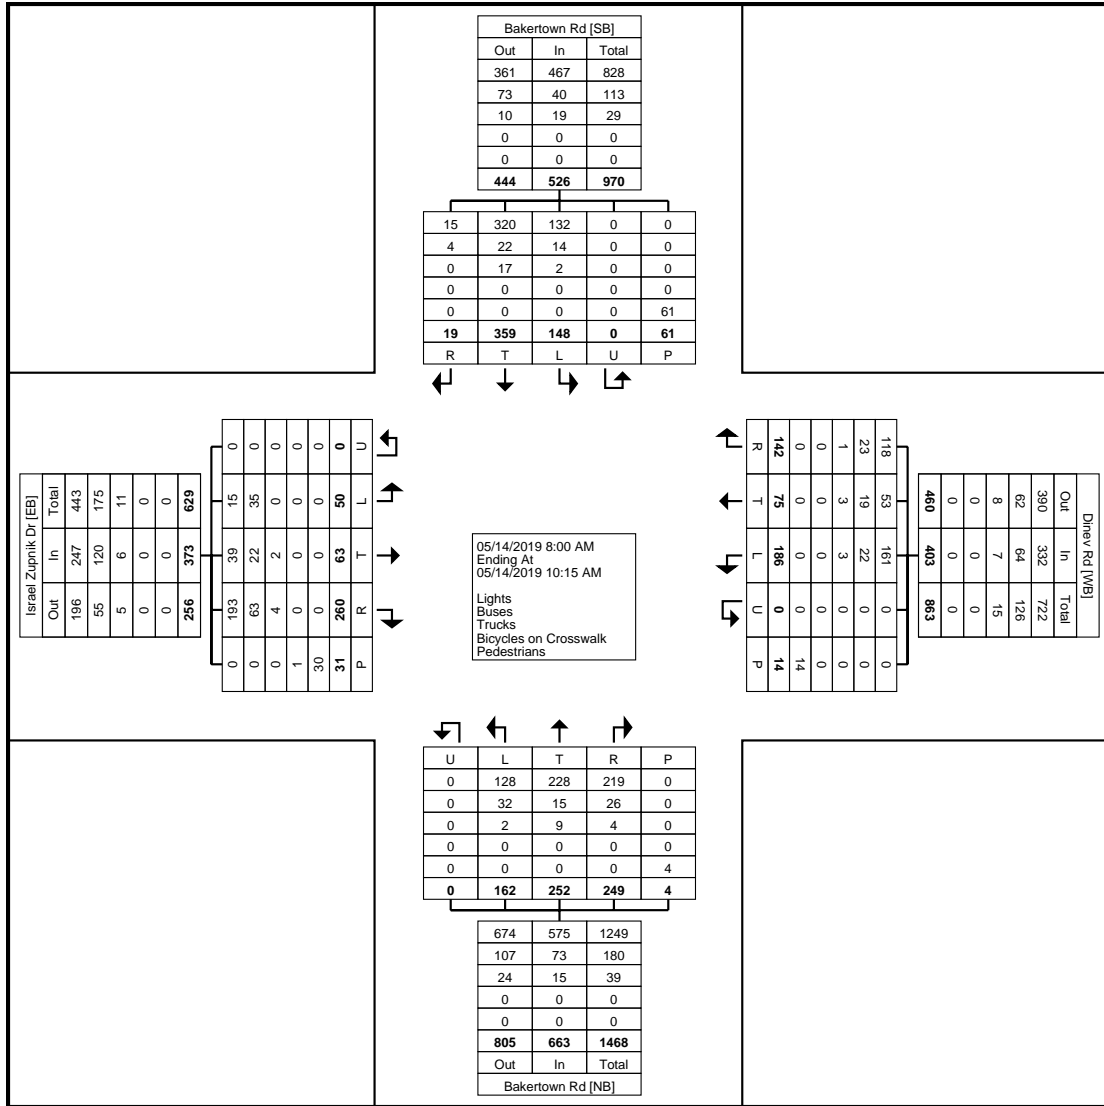 Bakertown Rd [SB]
Out In Total
361 467 828
73 40 113
10 19 29
0 0 0
0 0 0
444 526 970
15 320 132 0 0
4 22 14 0 0
0 17 2 0 0
0 0 0 0 0
0 0 0 0 61
19 359 148 0 61
R T L U P
Israel Zupnik Dr [EB]
Total In Out
443 247 196
175 120 55
11 6 5
0 0 0
0 0 0
629 373 256
0 15 39 193 0
0 35 22 63 0
0 0 2 4 0
0 0 0 0 1
0 0 0 0 30
0 50 63 260 31
U L T R P
05/14/2019 8:00 AM
Ending At
05/14/2019 10:15 AM
Lights
Buses
Trucks
Bicycles on Crosswalk
Pedestrians
Dinev Rd [WB]
Out In Total
390 332 722
62 64 126
8 7 15
0 0 0
0 0 0
460 403 863
118 53 161 0 0
23 19 22 0 0
1 3 3 0 0
0 0 0 0 0
0 0 0 0 14
142 75 186 0 14
R T L U P
U L T R P
0 128 228 219 0
0 32 15 26 0
0 2 9 4 0
0 0 0 0 0
0 0 0 0 4
0 162 252 249 4
674 575 1249
107 73 180
24 15 39
0 0 0
0 0 0
805 663 1468
Out In Total
Bakertown Rd [NB]